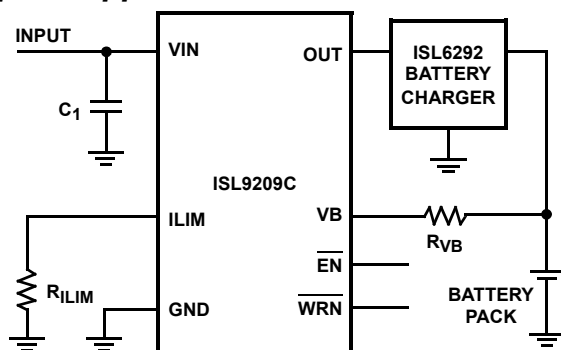 INPUT
VIN
OUT
ISL6292
BATTERY
CHARGER
C1
ISL9209C
ILIM
VB
RVB
EN
RILIM
GND
WRN
BATTERY
PACK